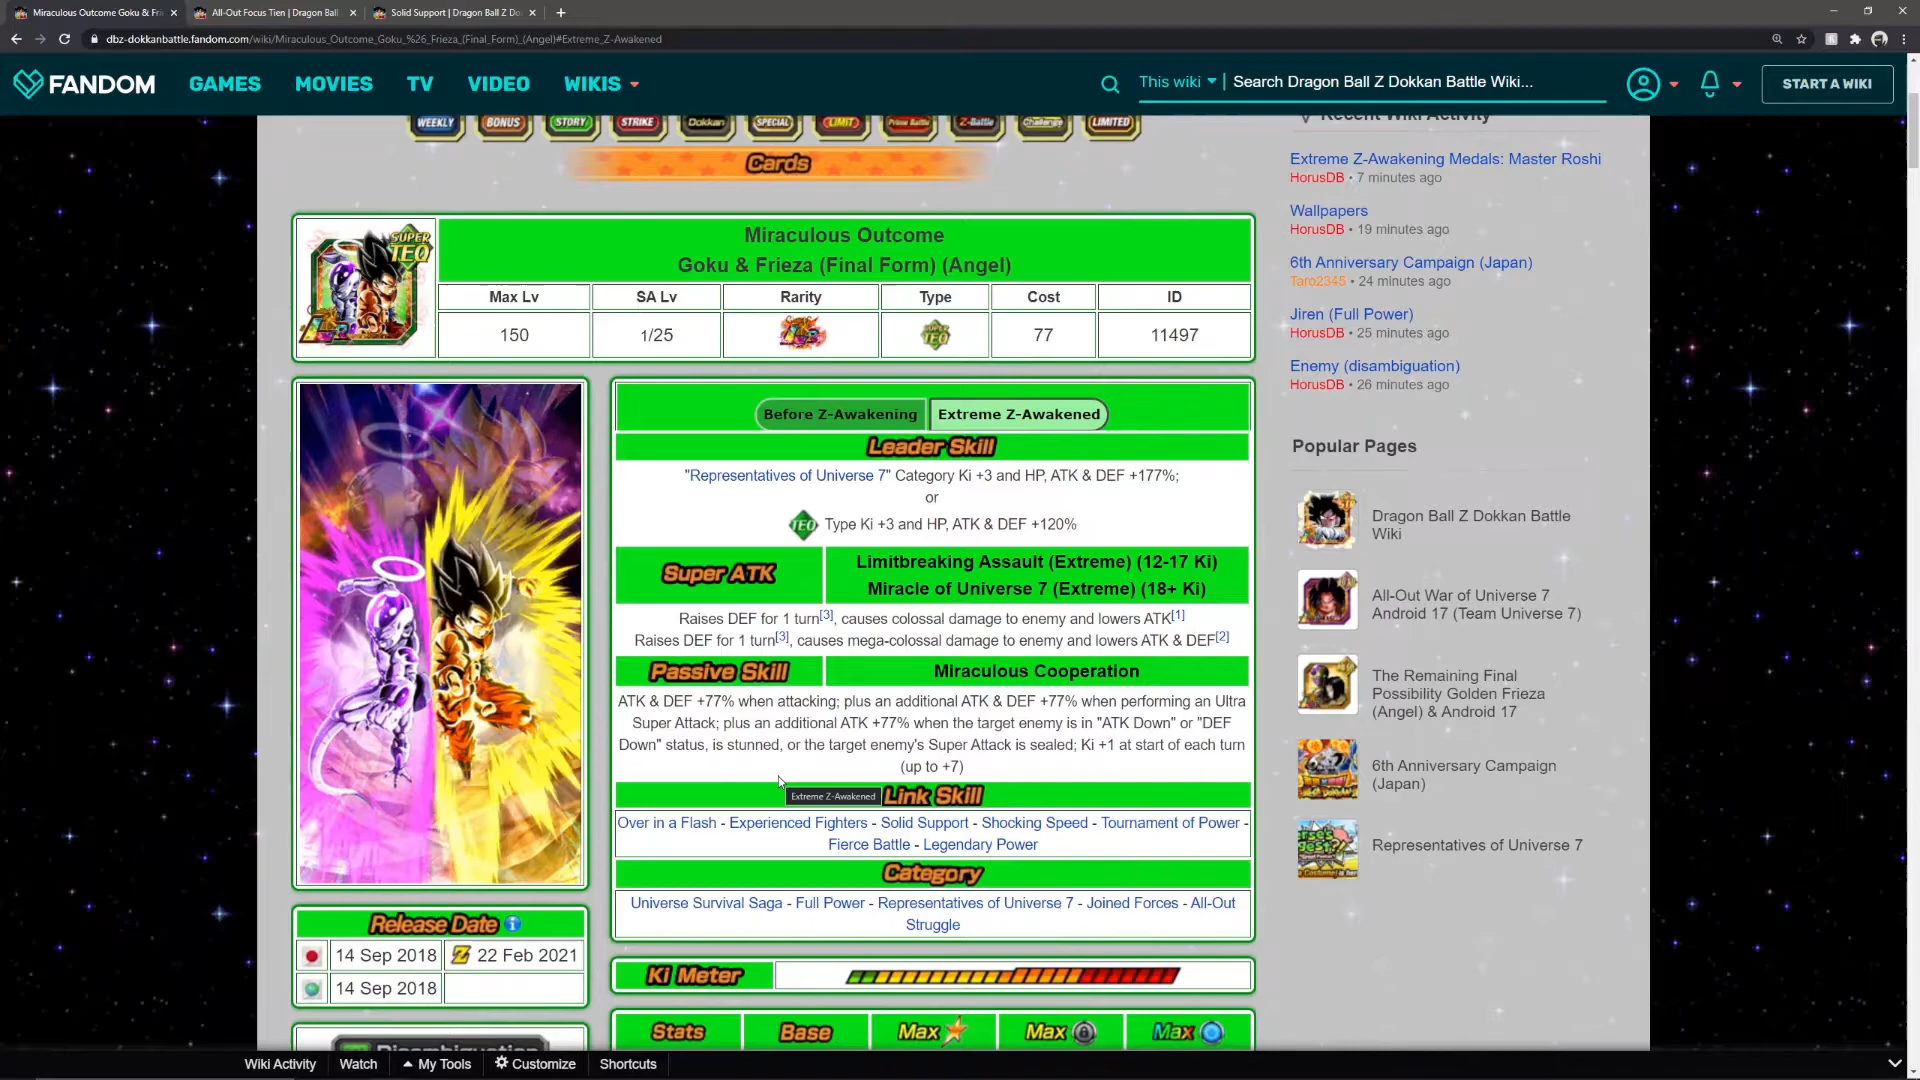 Miraculous Outcome Goku & Fri
All-Out Focus Tien | Dragon Ball
Solid Support | Dragon Ball Z Do
dbz-dokkanbattle.fandom.com/wiki/Miraculous_Outcome_Goku_%26_Frieza_(Final_Form)_(Angel)#Extreme_Z-Awakened
FANDOM GAMES MOVIES TV VIDEO WIKIS
This wiki Search Dragon Ball Z Dokkan Battle Wiki...
START A WIKI
WEEKLY BONUS STORY STRIKE Dokkan SPECIAL LIMIT Prime Battle Z-Battle Challenge LIMITED
Cards
Miraculous Outcome
Goku & Frieza (Final Form) (Angel)
SUPER
TEQ
Max Lv SA Lv Rarity Type Cost ID
150 1/25 LR SUPER TEQ 77 11497
Before Z-Awakening Extreme Z-Awakened
Leader Skill
"Representatives of Universe 7" Category Ki +3 and HP, ATK & DEF +177%;
or
TEQ Type Ki +3 and HP, ATK & DEF +120%
Super ATK
Limitbreaking Assault (Extreme) (12-17 Ki)
Miracle of Universe 7 (Extreme) (18+ Ki)
Raises DEF for 1 turn[3], causes colossal damage to enemy and lowers ATK[1]
Raises DEF for 1 turn[3], causes mega-colossal damage to enemy and lowers ATK & DEF[2]
Passive Skill Miraculous Cooperation
ATK & DEF +77% when attacking; plus an additional ATK & DEF +77% when performing an Ultra
Super Attack; plus an additional ATK +77% when the target enemy is in "ATK Down" or "DEF
Down" status, is stunned, or the target enemy's Super Attack is sealed; Ki +1 at start of each turn
(up to +7)
Extreme Z-Awakened
Link Skill
Over in a Flash - Experienced Fighters - Solid Support - Shocking Speed - Tournament of Power -
Fierce Battle - Legendary Power
Category
Universe Survival Saga - Full Power - Representatives of Universe 7 - Joined Forces - All-Out
Struggle
Release Date
14 Sep 2018 Z 22 Feb 2021
14 Sep 2018
Ki Meter
Stats Base Max Max Max
Disambiguation
Recent Wiki Activity
Extreme Z-Awakening Medals: Master Roshi
HorusDB • 7 minutes ago
Wallpapers
HorusDB • 19 minutes ago
6th Anniversary Campaign (Japan)
Taro2345 • 24 minutes ago
Jiren (Full Power)
HorusDB • 25 minutes ago
Enemy (disambiguation)
HorusDB • 26 minutes ago
Popular Pages
Dragon Ball Z Dokkan Battle
Wiki
All-Out War of Universe 7
Android 17 (Team Universe 7)
The Remaining Final
Possibility Golden Frieza
(Angel) & Android 17
6th Anniversary Campaign
(Japan)
Representatives of Universe 7
Wiki Activity Watch My Tools Customize Shortcuts